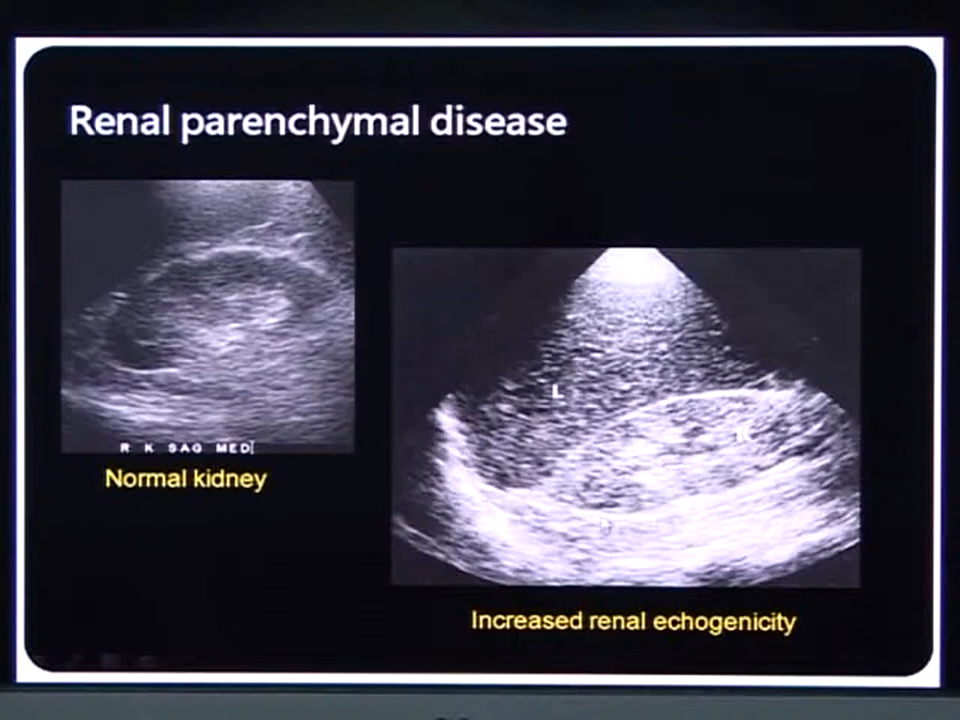 Renal parenchymal disease
R K SAG MED
Normal kidney
L
K
Increased renal echogenicity